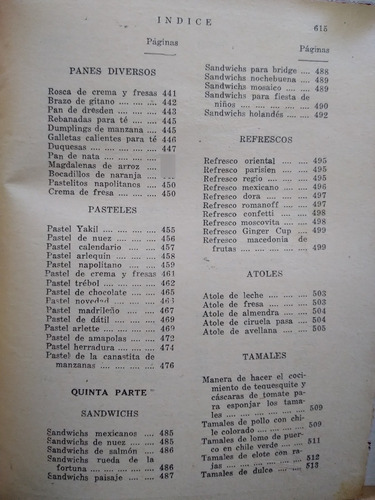 INDICE
615
Páginas
PANES DIVERSOS
Rosca de crema y fresas 441
Brazo de gitano .... .... .... 442
Pan de dresden .... .... .... 443
Rebanadas para té .... .... 445
Dumplings de manzana .. 445
Galletas calientes para té 446
Duquesas .... .... .... .... 447
Pan de nata .... .... ....
Magdalenas de arroz ....
Bocadillos de naranja ....
Pastelitos napolitanos .... 450
Crema de fresa .... .... .... 450
PASTELES
Pastel Yakil .... .... .... 455
Pastel de nuez .... .... .... 456
Pastel calendario .... .... 457
Pastel arlequín .... .... .... 458
Pastel napolitano .... .... 459
Pastel de crema y fresas 461
Pastel trébol .... .... .... 462
Pastel de chocolate .... .... 465
Pastel novedad .... .... ....
Pastel madrileño .... .... 467
Pastel de dátil .... .... .... 469
Pastel arlette .... .... .... 469
Pastel de amapolas .... .... 472
Pastel herradura .... .... 474
Pastel de la canastita de
manzanas .... .... .... .... 476
QUINTA PARTE
SANDWICHS
Sandwichs mexicanos .... 485
Sandwichs de nuez .... .... 485
Sandwichs de salmón .... 486
Sandwichs rueda de la
fortuna .... .... .... .... 486
Sandwichs paisaje .... .... 487
Páginas
Sandwichs para bridge .... 488
Sandwichs nochebuena .... 489
Sandwichs mosaico .... .... 489
Sandwichs para fiesta de
niños .... .... .... .... .... 490
Sandwichs holandés .... .... 492
REFRESCOS
Refresco oriental .... .... 495
Refresco parisien .... .... 495
Refresco regio .... .... .... 495
Refresco mexicano .... .... 496
Refresco dora .... .... .... 497
Refresco romanoff .... .... 497
Refresco confetti .... .... 498
Refresco moscovita .... .... 498
Refresco Ginger Cup .... 499
Refresco macedonia de
frutas .... .... .... .... .... 499
ATOLES
Atole de leche .... .... .... 503
Atole de fresa .... .... .... 503
Atole de almendra .... .... 504
Atole de ciruela pasa .... 504
Atole de avellana .... .... 505
TAMALES
Manera de hacer el coci-
miento de tequesquite y
cáscaras de tomate pa-
ra esponjar los tama-
les .... .... .... .... .... 509
Tamales de pollo con chi-
le colorado .... .... .... 509
Tamales de lomo de puer-
co en chile verde .... .... 511
Tamales de elote con ra-
jas .... .... .... .... .... 512
Tamales de dulce .... .... 513